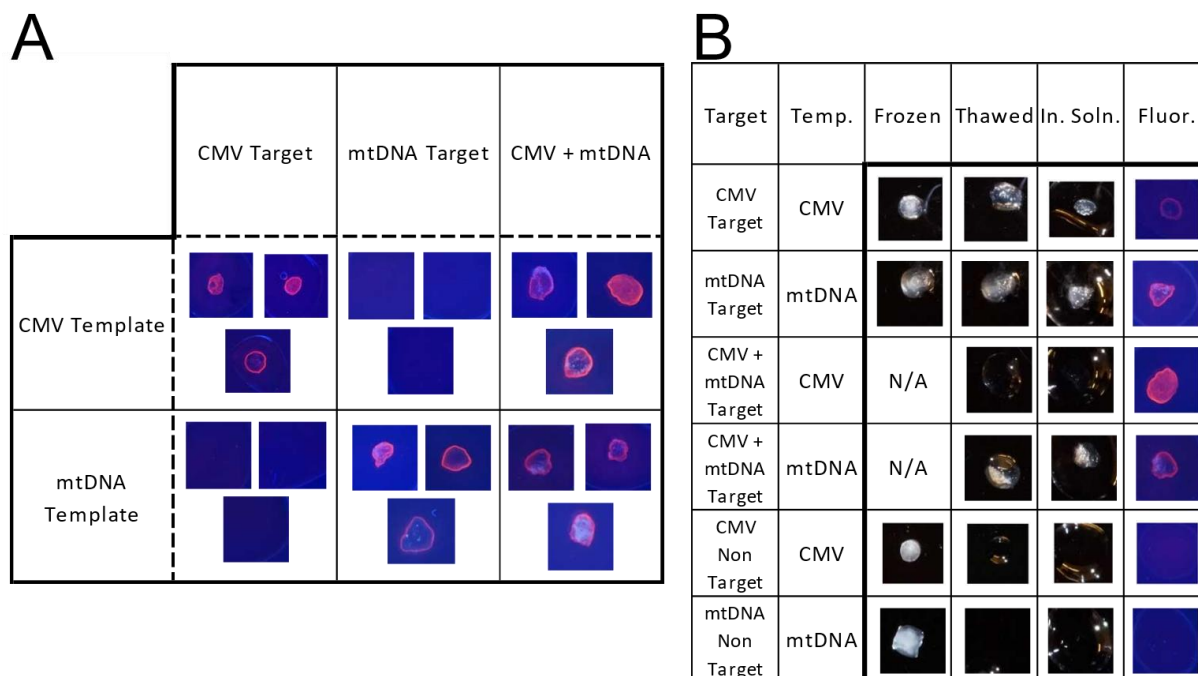 A
CMV Target
mtDNA Target
CMV + mtDNA
CMV Template
mtDNA
Template
B
Target
Temp.
Frozen
Thawed
In. Soln.
Fluor.
CMV
Target
CMV
mtDNA
Target
mtDNA
CMV +
mtDNA
Target
CMV
N/A
CMV +
mtDNA
Target
mtDNA
N/A
CMV
Non
Target
CMV
mtDNA
Non
Target
mtDNA